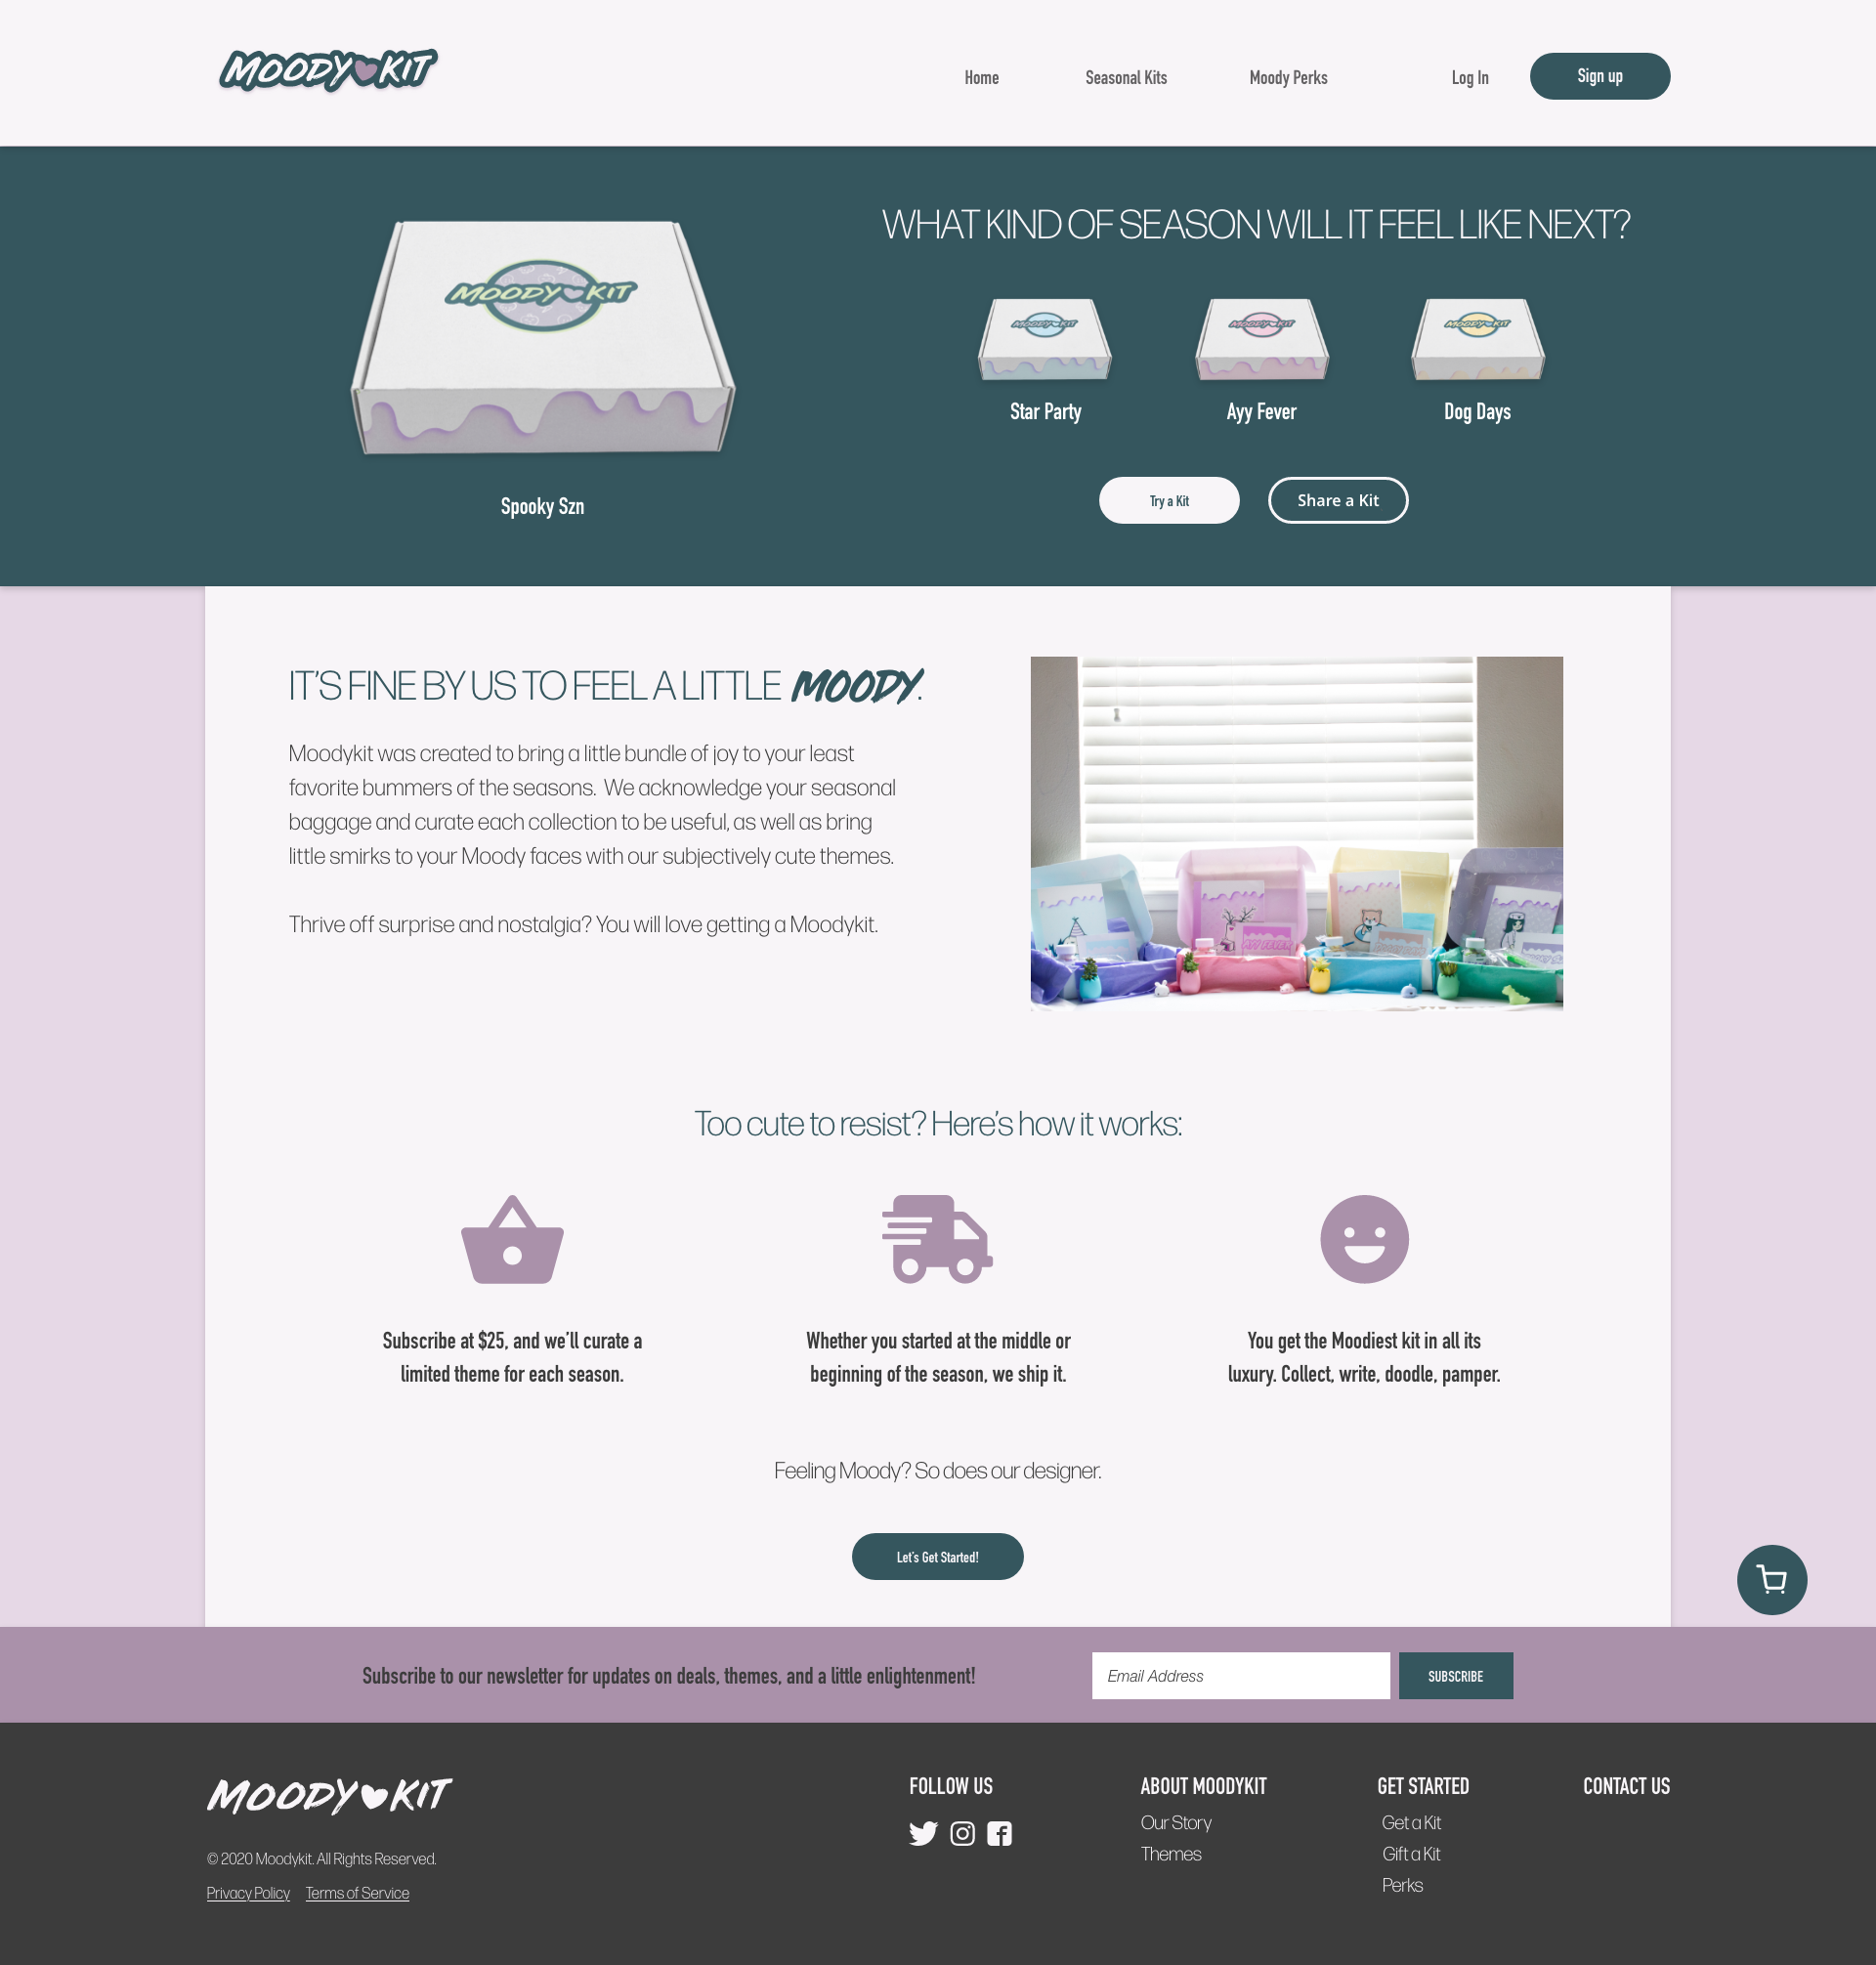 MOODY KIT
Home
Seasonal Kits
Moody Perks
Log In
Sign up
WHAT KIND OF SEASON WILL IT FEEL LIKE NEXT?
MOODY KIT
MOODY KIT
MOODY KIT
MOODY KIT
Star Party
Ayy Fever
Dog Days
Spooky Szn
Try a Kit
Share a Kit
IT’S FINE BY US TO FEEL A LITTLE MOODY.
Moodykit was created to bring a little bundle of joy to your least
favorite bummers of the seasons. We acknowledge your seasonal
baggage and curate each collection to be useful, as well as bring
little smirks to your Moody faces with our subjectively cute themes.
Thrive off surprise and nostalgia? You will love getting a Moodykit.
Too cute to resist? Here’s how it works:
Subscribe at $25, and we’ll curate a
limited theme for each season.
Whether you started at the middle or
beginning of the season, we ship it.
You get the Moodiest kit in all its
luxury. Collect, write, doodle, pamper.
Feeling Moody? So does our designer.
Let’s Get Started!
Subscribe to our newsletter for updates on deals, themes, and a little enlightenment!
Email Address
SUBSCRIBE
MOODY KIT
© 2020 Moodykit. All Rights Reserved.
Privacy Policy
Terms of Service
FOLLOW US
ABOUT MOODYKIT
Our Story
Themes
GET STARTED
Get a Kit
Gift a Kit
Perks
CONTACT US